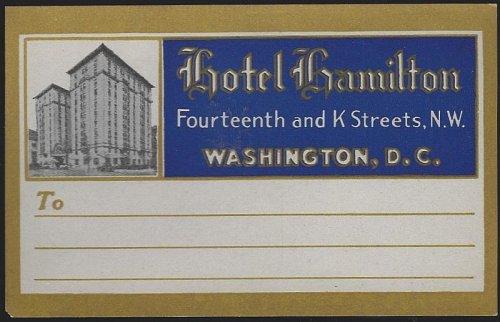 Hotel Hamilton
Fourteenth and K Streets, N.W.
WASHINGTON, D.C.
To